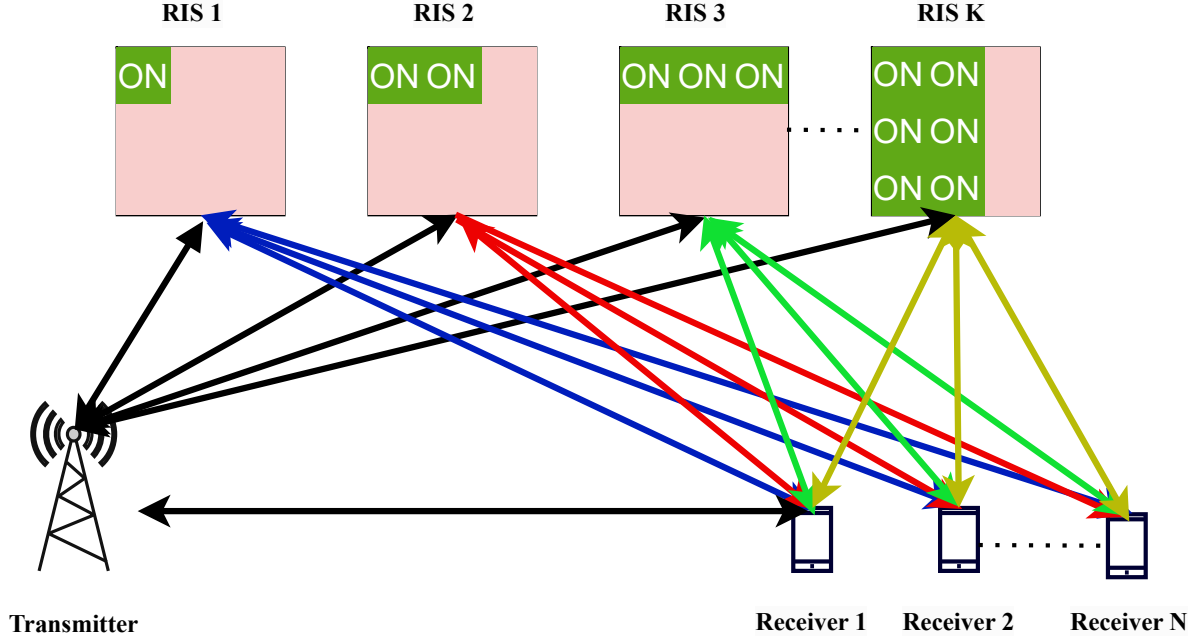 RIS 1
RIS 2
RIS 3
RIS K
ON
ON ON
ON ON ON
ON ON
ON ON
ON ON
Transmitter
Receiver 1
Receiver 2
Receiver N